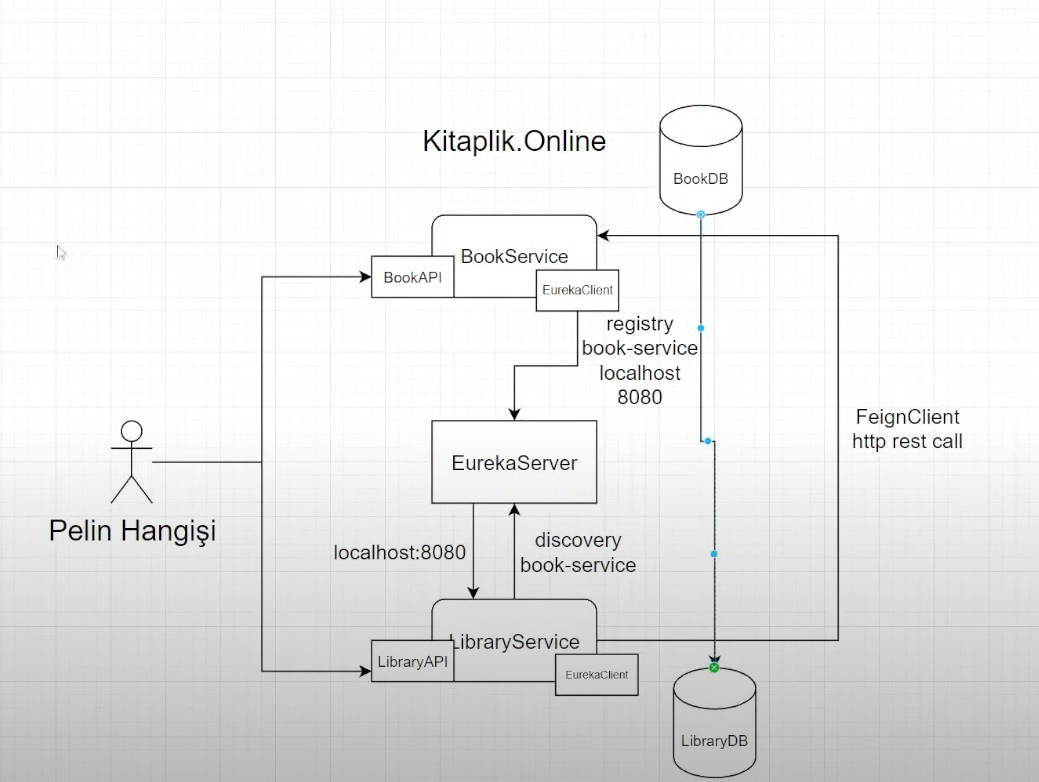 Kitaplik.Online
BookDB
BookService
BookAPI
EurekaClient
registry
book-service
localhost
8080
FeignClient
http rest call
EurekaServer
Pelin Hangişi
localhost:8080
discovery
book-service
LibraryService
LibraryAPI
EurekaClient
LibraryDB